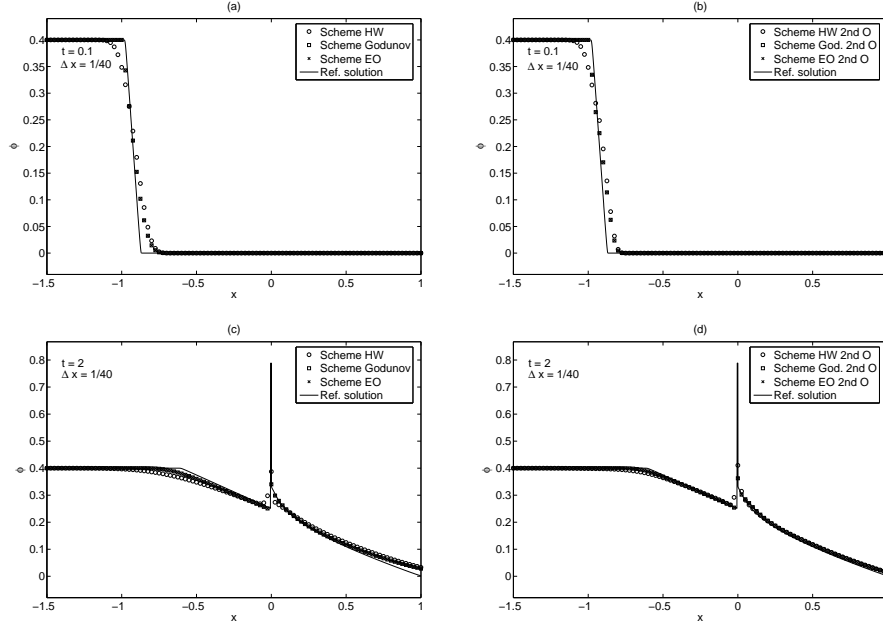 (a)
0.4
0.35
0.3
0.25
0.2
0.15
0.1
0.05
0
ϕ
t = 0.1
Δ x = 1/40
Scheme HW
Scheme Godunov
Scheme EO
Ref. solution
−1.5
−1
−0.5
0
0.5
1
x
(b)
0.4
0.35
0.3
0.25
0.2
0.15
0.1
0.05
0
ϕ
t = 0.1
Δ x = 1/40
Scheme HW 2nd O
Scheme God. 2nd O
Scheme EO 2nd O
Ref. solution
−1.5
−1
−0.5
0
0.5
x
(c)
0.8
0.7
0.6
0.5
0.4
0.3
0.2
0.1
0
ϕ
t = 2
Δ x = 1/40
Scheme HW
Scheme Godunov
Scheme EO
Ref. solution
−1.5
−1
−0.5
0
0.5
1
x
(d)
0.8
0.7
0.6
0.5
0.4
0.3
0.2
0.1
0
ϕ
t = 2
Δ x = 1/40
Scheme HW 2nd O
Scheme God. 2nd O
Scheme EO 2nd O
Ref. solution
−1.5
−1
−0.5
0
0.5
x